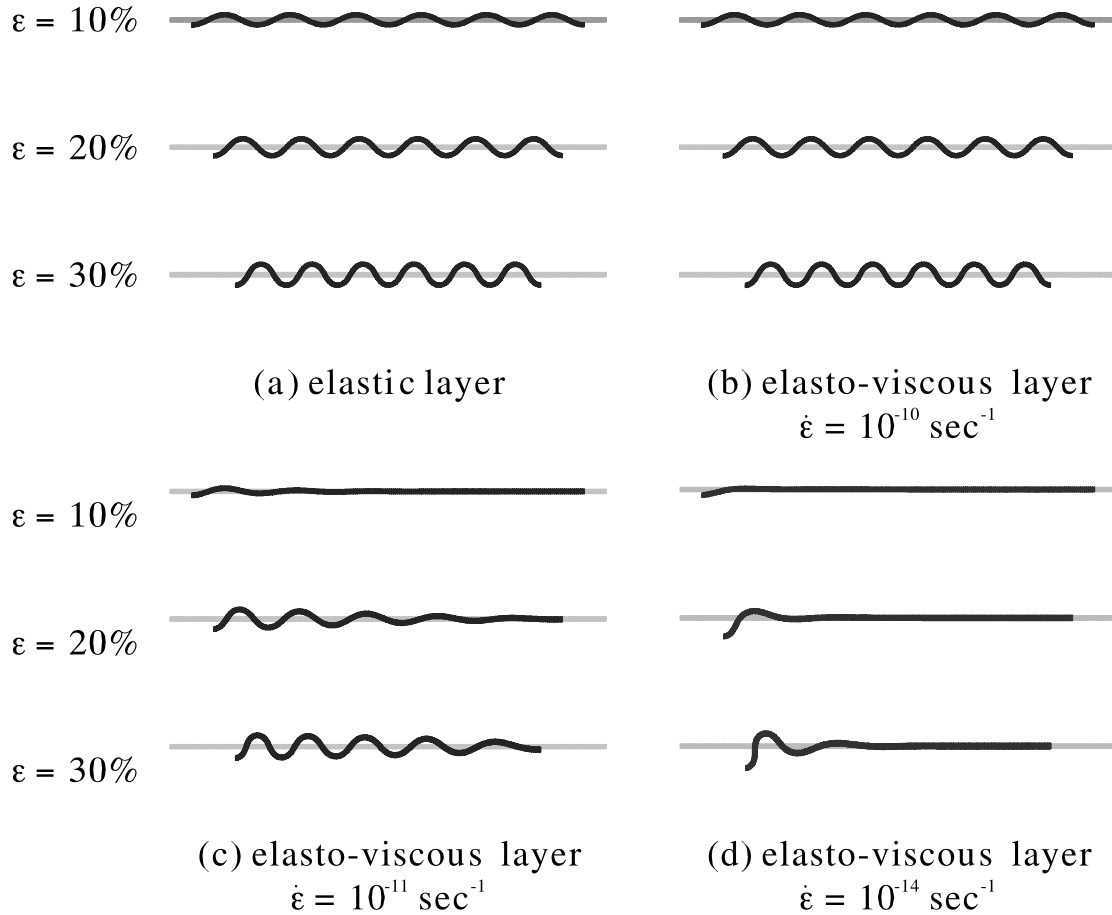 ε = 10%
ε = 20%
ε = 30%
(a) elastic layer
(b) elasto-viscous layer
ε̇ = 10⁻¹⁰ sec⁻¹
ε = 10%
ε = 20%
ε = 30%
(c) elasto-viscous layer
ε̇ = 10⁻¹¹ sec⁻¹
(d) elasto-viscous layer
ε̇ = 10⁻¹⁴ sec⁻¹